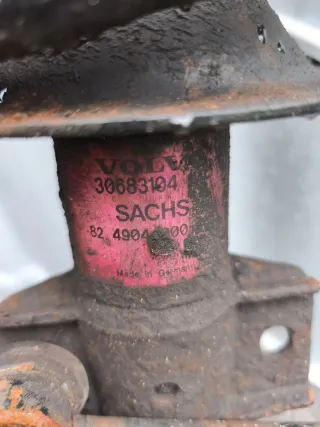 VOLVO
30683104
SACHS
82 4904
Made in Germany